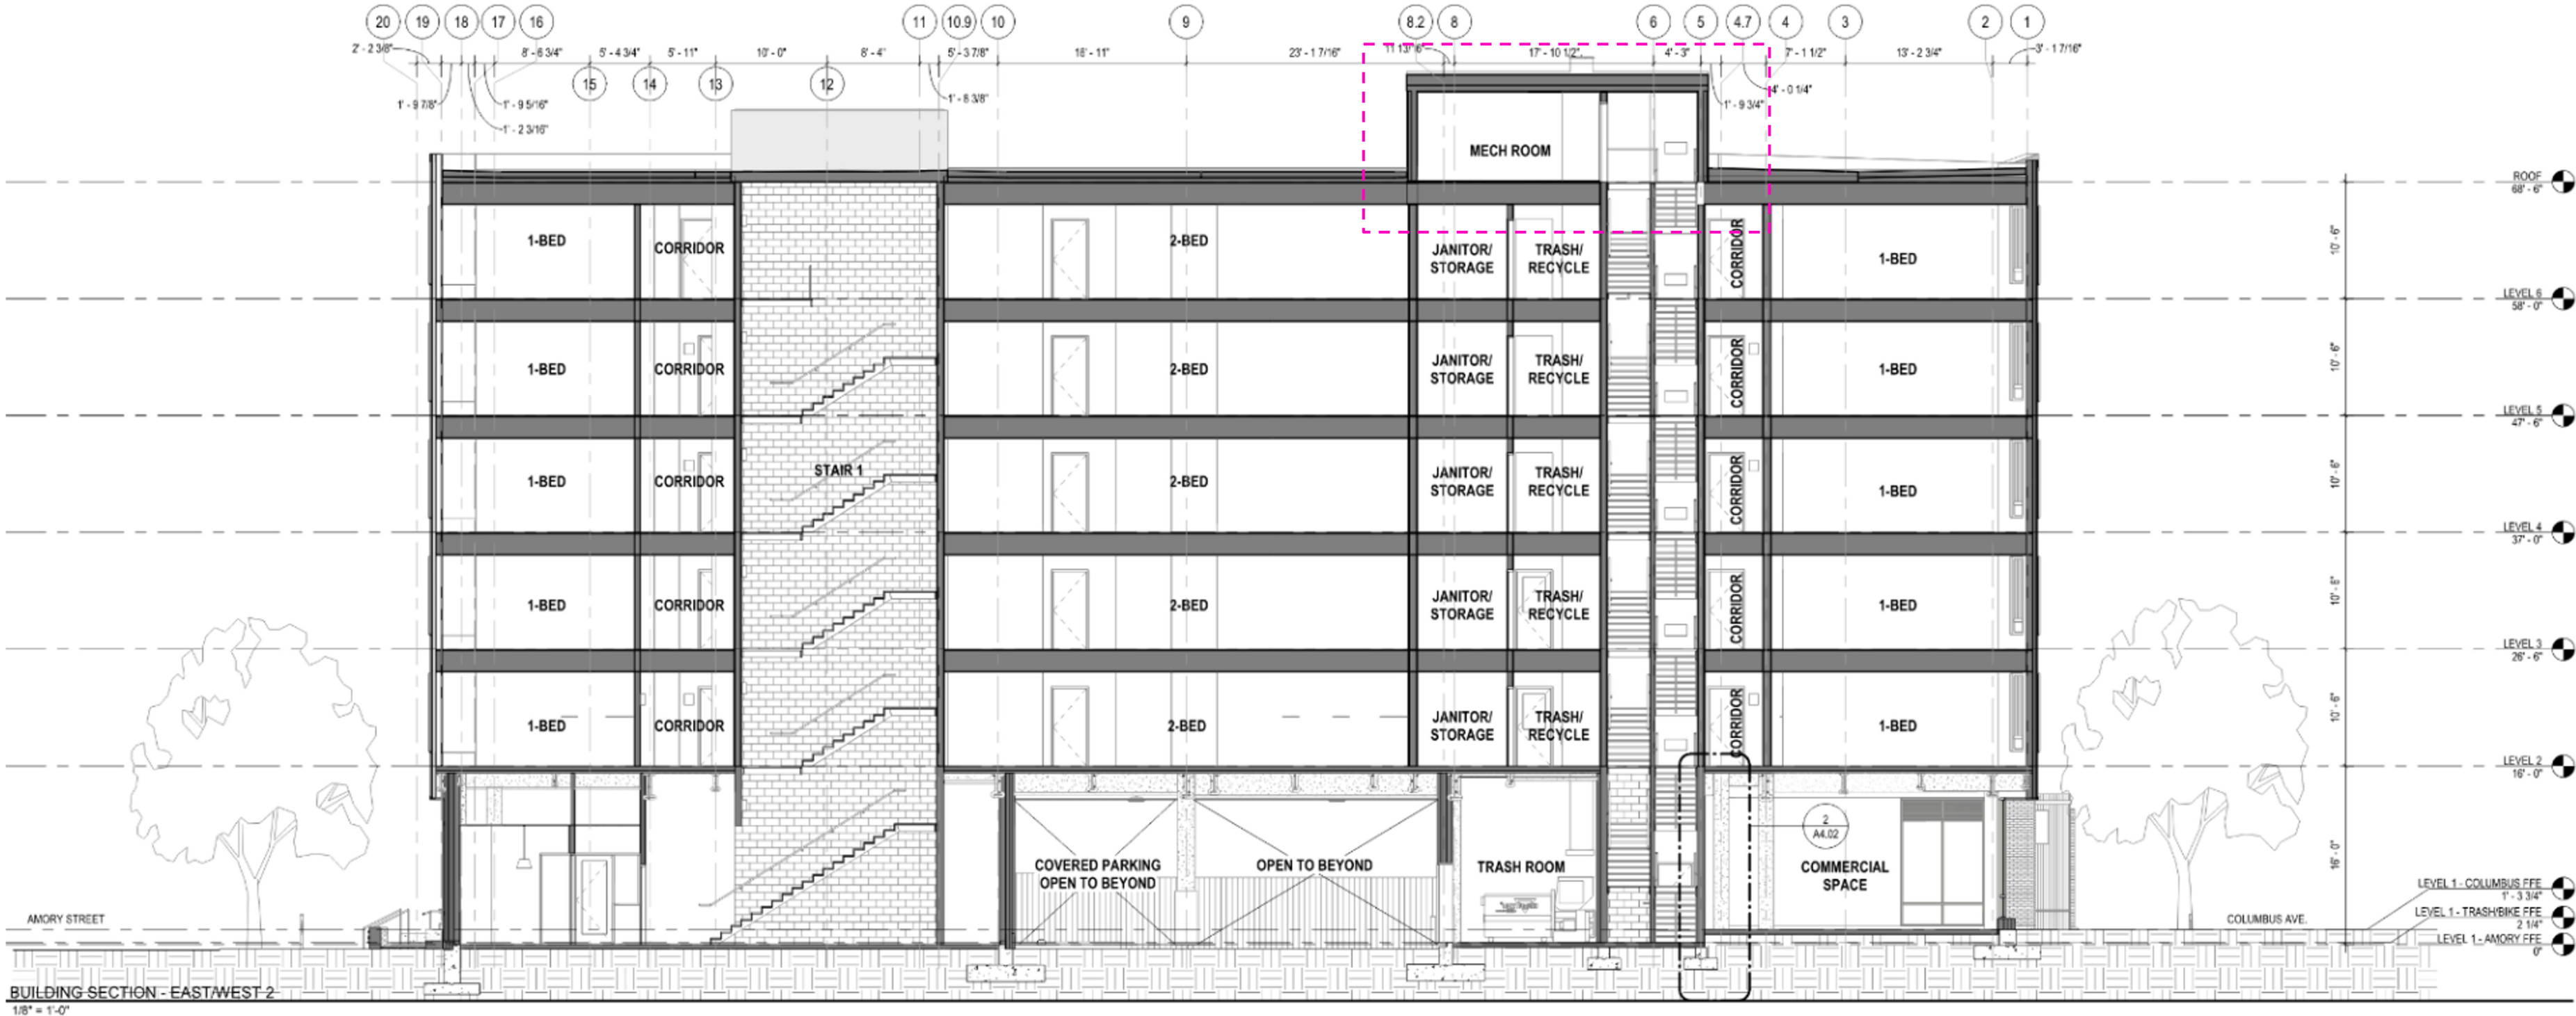 20 19 18 17 16 11 10.9 10 9 8.2 8 6 5 4.7 4 3 2 1
2' - 2 3/8" 8' - 6 3/4" 5' - 4 3/4" 5' - 11" 10' - 0" 8' - 4" 5' - 3 7/8" 16' - 11" 23' - 1 7/16" 11 13/16" 17' - 10 1/2" 4' - 3" 7' - 1 1/2" 13' - 2 3/4" 3' - 1 7/16"
15 14 13 12
1' - 9 7/8" 1' - 9 5/16" 1' - 8 3/8" 1' - 9 3/4" 4' - 0 1/4"
1' - 2 3/16"
MECH ROOM
ROOF
68' - 6"
1-BED CORRIDOR 2-BED JANITOR/ TRASH/ CORRIDOR 1-BED 10' - 6"
STORAGE RECYCLE
LEVEL 6
58' - 0"
1-BED CORRIDOR 2-BED JANITOR/ TRASH/ CORRIDOR 1-BED 10' - 6"
STORAGE RECYCLE
LEVEL 5
47' - 6"
STAIR 1
1-BED CORRIDOR 2-BED JANITOR/ TRASH/ CORRIDOR 1-BED 10' - 6"
STORAGE RECYCLE
LEVEL 4
37' - 0"
1-BED CORRIDOR 2-BED JANITOR/ TRASH/ CORRIDOR 1-BED 10' - 6"
STORAGE RECYCLE
LEVEL 3
26' - 6"
1-BED CORRIDOR 2-BED JANITOR/ TRASH/ CORRIDOR 1-BED 10' - 6"
STORAGE RECYCLE
LEVEL 2
16' - 0"
2
A4.02
COVERED PARKING
OPEN TO BEYOND
OPEN TO BEYOND
TRASH ROOM
COMMERCIAL
SPACE
16' - 0"
LEVEL 1 - COLUMBUS FFE
1' - 3 3/4"
AMORY STREET
COLUMBUS AVE.
LEVEL 1 - TRASH/BIKE FFE
2 1/4"
LEVEL 1 - AMORY FFE
0"
BUILDING SECTION - EAST/WEST 2
1/8" = 1'-0"